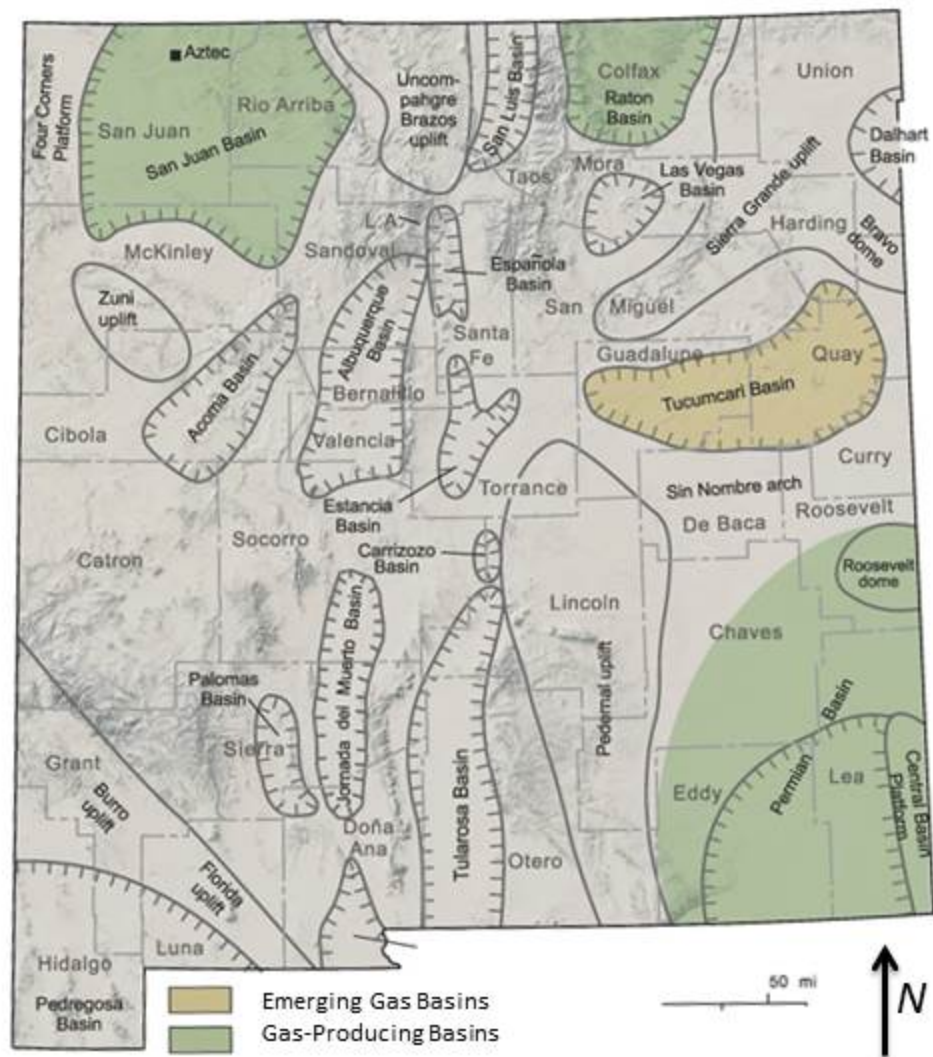 Four Corners
Platform
Aztec
San Juan
Rio Arriba
San Juan Basin
Uncom-
pahgre
Brazos
uplift
San Luis Basin
Colfax
Raton
Basin
Union
Dalhart
Basin
Taos
Mora
Las Vegas
Basin
Sierra Grande uplift
Harding
Bravo
dome
McKinley
L.A
Sandoval
Española
Basin
Zuni
uplift
Albuquerque
Basin
San
Miguel
Santa
Fe
Guadalupe
Quay
Tucumcari Basin
Acoma Basin
Bernalillo
Cibola
Valencia
Curry
Estancia
Basin
Torrance
Sin Nombre arch
De Baca
Roosevelt
Socorro
Carrizozo
Basin
Catron
Roosevelt
dome
Lincoln
Chaves
Jornada del Muerto Basin
Pedernal uplift
Palomas
Basin
Sierra
Grant
Burro
uplift
Tularosa Basin
Eddy
Permian
Basin
Lea
Central Basin
Platform
Doña
Ana
Otero
Florida
uplift
Luna
Hidalgo
Pedregosa
Basin
Emerging Gas Basins
Gas-Producing Basins
50 mi
N